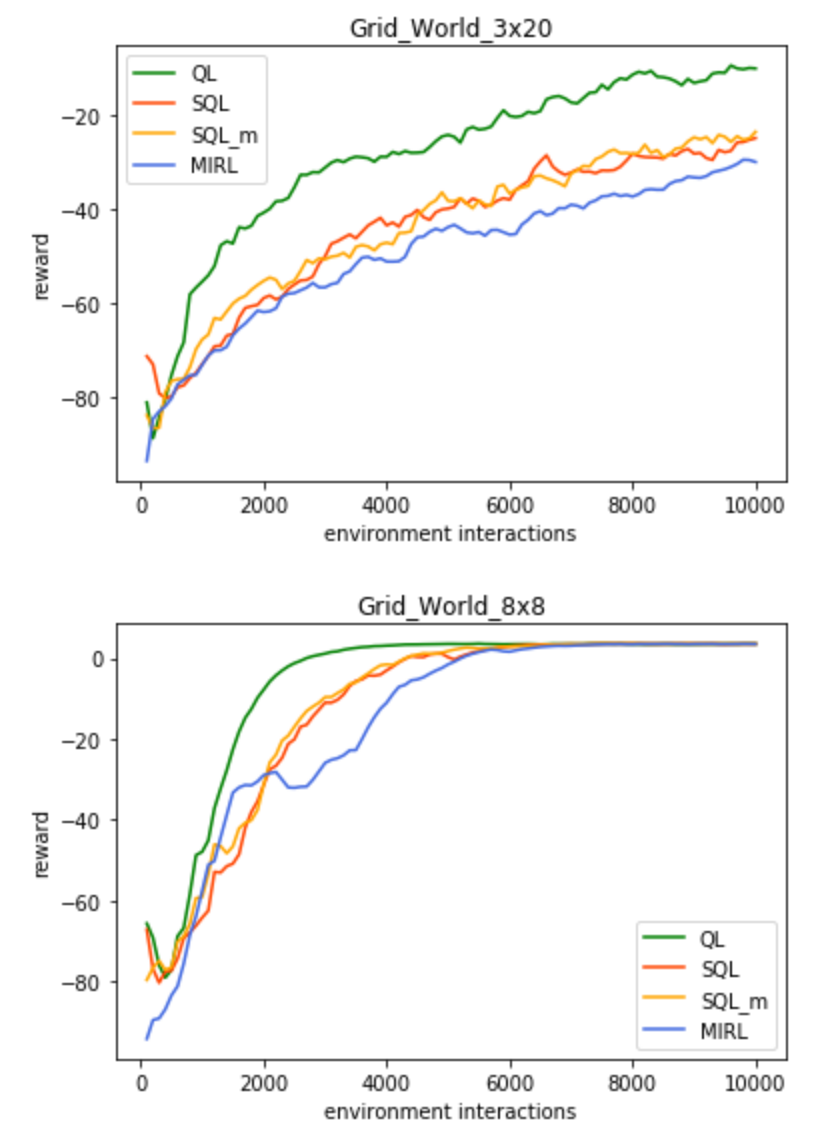 Grid_World_3x20
QL
SQL
SQL_m
MIRL
−20
−40
−60
−80
reward
0 2000 4000 6000 8000 10000
environment interactions
Grid_World_8x8
0
−20
−40
−60
−80
reward
QL
SQL
SQL_m
MIRL
0 2000 4000 6000 8000 10000
environment interactions